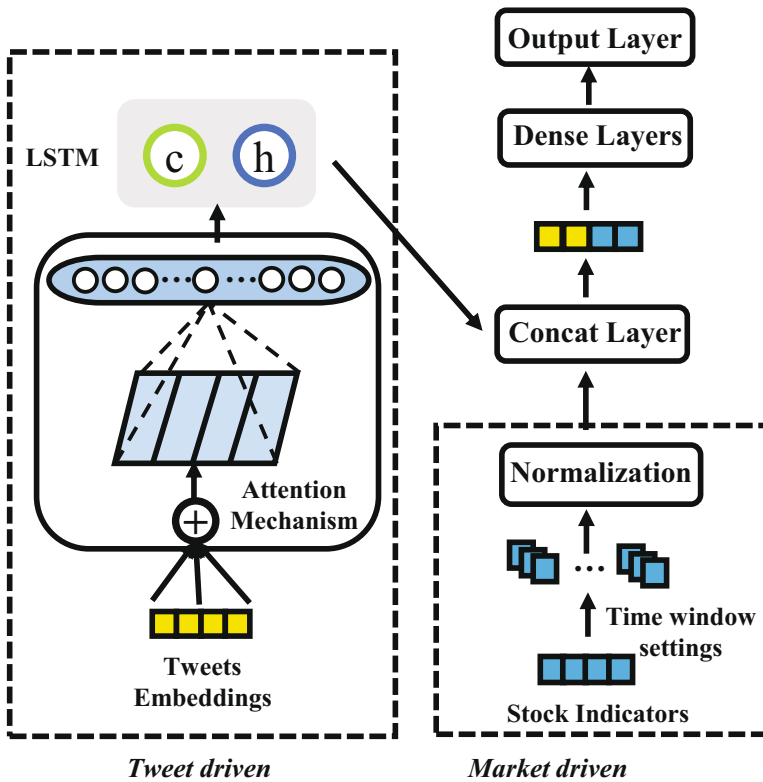 Output Layer
Dense Layers
LSTM
c
h
Concat Layer
Normalization
Attention
Mechanism
+
...
...
...
Time window
settings
Tweets
Embeddings
Stock Indicators
Tweet driven
Market driven